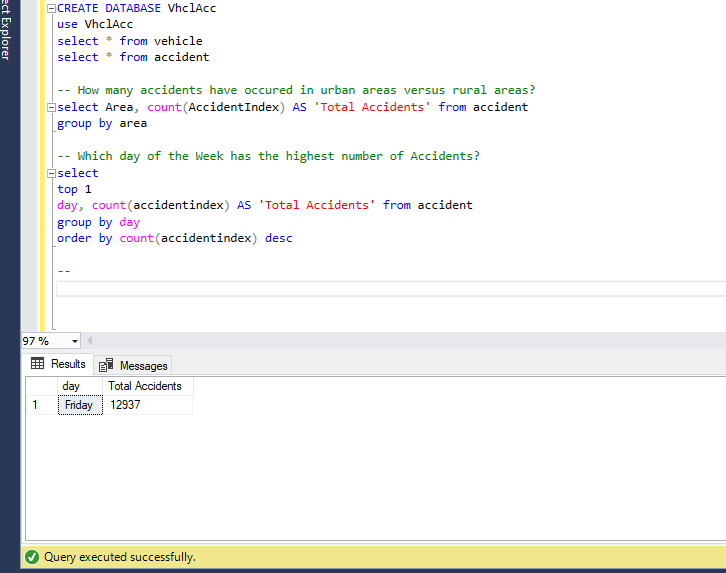 ect Explorer
CREATE DATABASE VhclAcc
use VhclAcc
select * from vehicle
select * from accident
-- How many accidents have occured in urban areas versus rural areas?
select Area, count(AccidentIndex) AS 'Total Accidents' from accident
group by area
-- Which day of the Week has the highest number of Accidents?
select
top 1
day, count(accidentindex) AS 'Total Accidents' from accident
group by day
order by count(accidentindex) desc
--
97 %
Results Messages
day Total Accidents
1 Friday 12937
Query executed successfully.